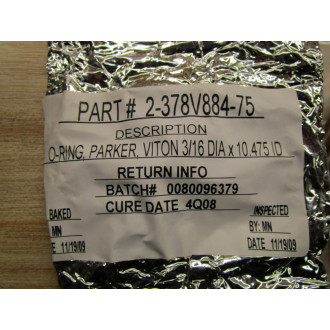 PART# 2-378V884-75
DESCRIPTION
O-RING, PARKER, VITON 3/16 DIA x 10.475 ID
RETURN INFO
BATCH# 0080096379
CURE DATE 4Q08
BAKED
MN
TE 11/19/09
INSPECTED
BY: MN
DATE 11/19/09